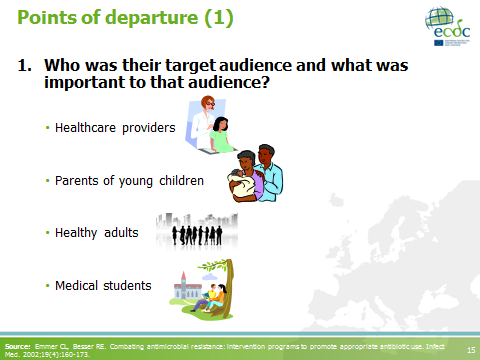 Points of departure (1)
ecdc
1. Who was their target audience and what was
important to that audience?
• Healthcare providers
• Parents of young children
• Healthy adults
• Medical students
Source: Emmer CL, Besser RE. Combating antimicrobial resistance: intervention programs to promote appropriate antibiotic use. Infect
Med. 2002;19(4):160-173.
15